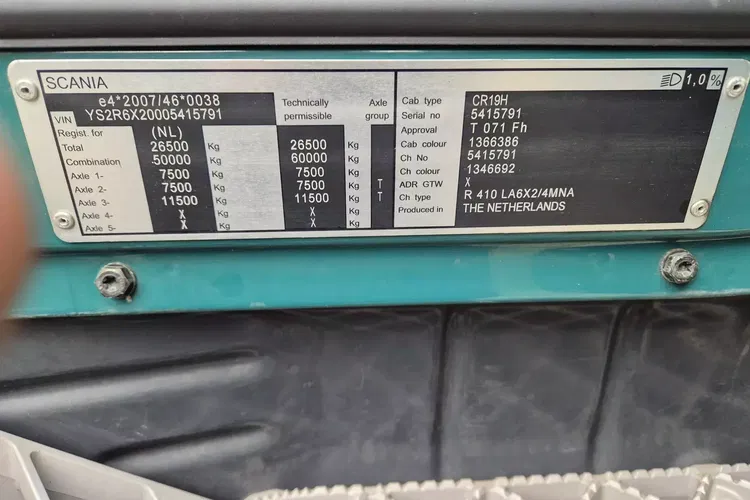 SCANIA
e4*2007/46*0038
VIN YS2R6X20005415791
Technically permissible Axle group
Regist. for (NL)
Total 26500 Kg 26500 Kg
Combination 50000 Kg 60000 Kg
Axle 1- 7500 Kg 7500 Kg
Axle 2- 7500 Kg 7500 Kg T
Axle 3- 11500 Kg 11500 Kg T
Axle 4- X Kg X Kg
Axle 5- X Kg X Kg
1,0 %
Cab type CR19H
Serial no 5415791
Approval T 071 Fh
Cab colour 1366386
Ch No 5415791
Ch colour 1346692
ADR GTW X
Ch type R 410 LA6X2/4MNA
Produced in THE NETHERLANDS